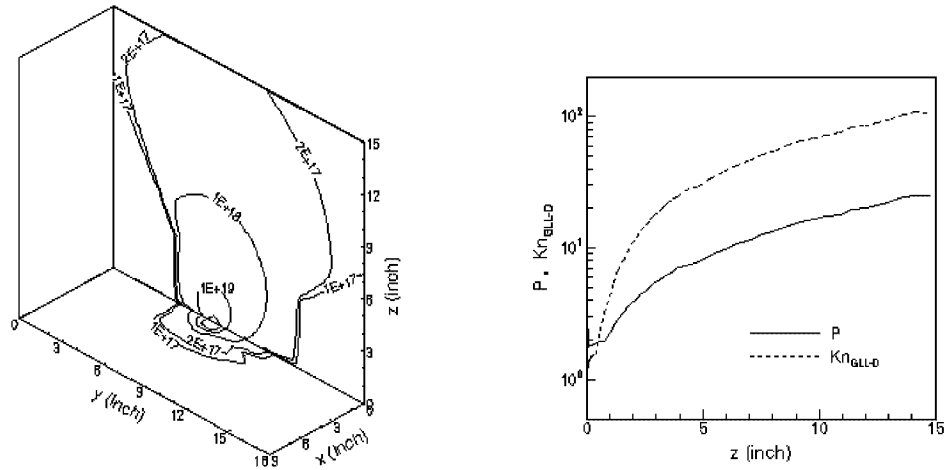 2E+17
1E+17
2E+17
1E+18
1E+19
1E+17
1E+17
2E+17
15
12
9
6
3
0
z (inch)
0
3
6
9
12
15
18
y (inch)
9
6
3
0
x (inch)
10²
10¹
10⁰
P, Kn_GLL-D
P
Kn_GLL-D
0
5
10
15
z (inch)